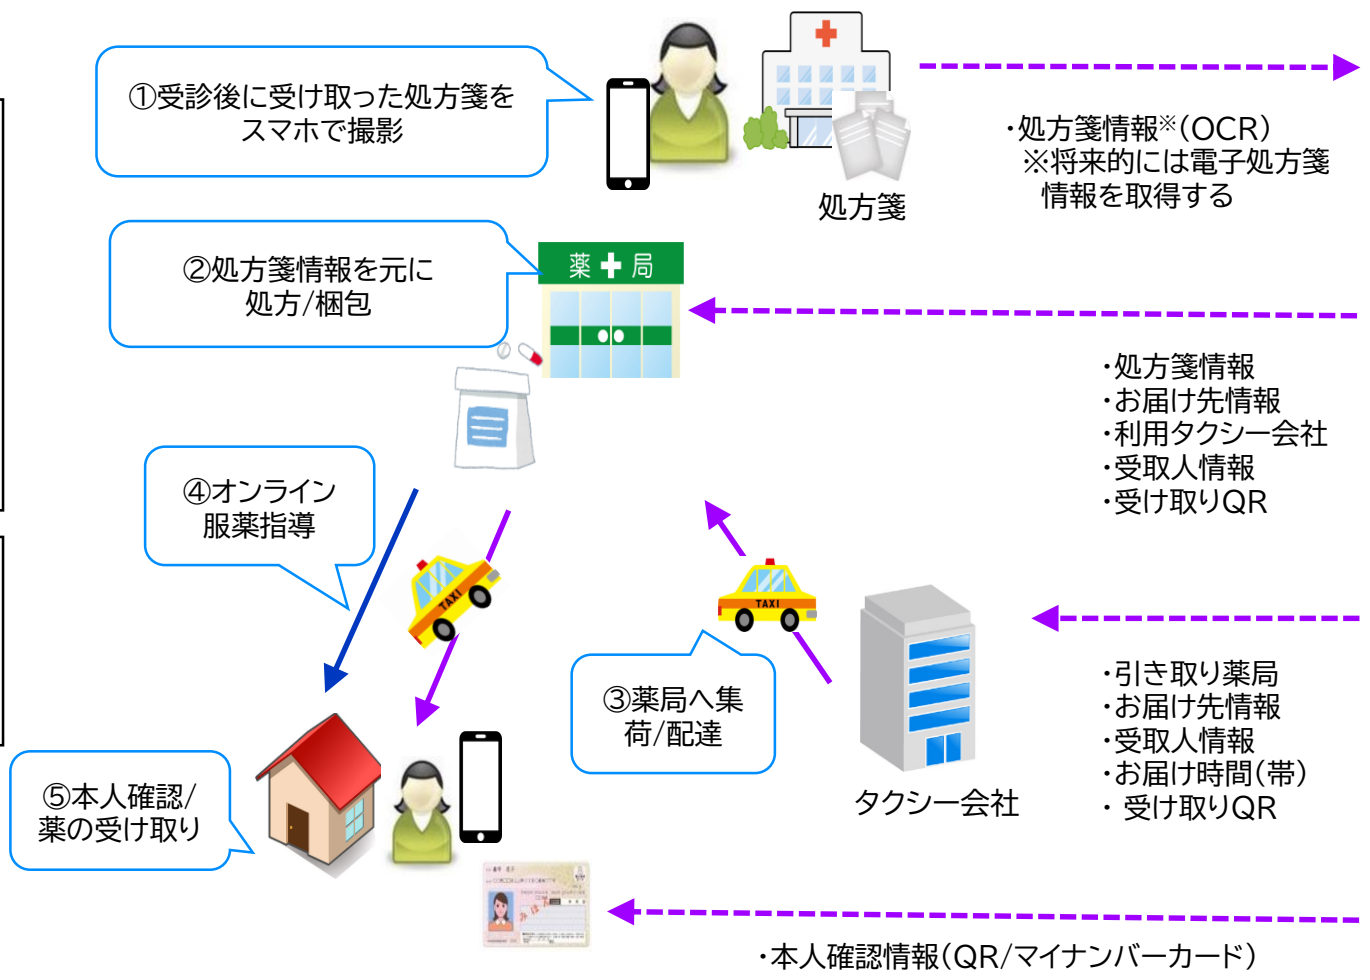 ①受診後に受け取った処方箋を
スマホで撮影
処方箋
・処方箋情報※(OCR)
※将来的には電子処方箋
情報を取得する
②処方箋情報を元に
処方/梱包
薬 局
・処方箋情報
・お届け先情報
・利用タクシー会社
・受取人情報
・受け取りQR
④オンライン
服薬指導
TAXI
TAXI
③薬局へ集
荷/配達
タクシー会社
・引き取り薬局
・お届け先情報
・受取人情報
・お届け時間(帯)
・ 受け取りQR
⑤本人確認/
薬の受け取り
みほん
・本人確認情報(QR/マイナンバーカード)